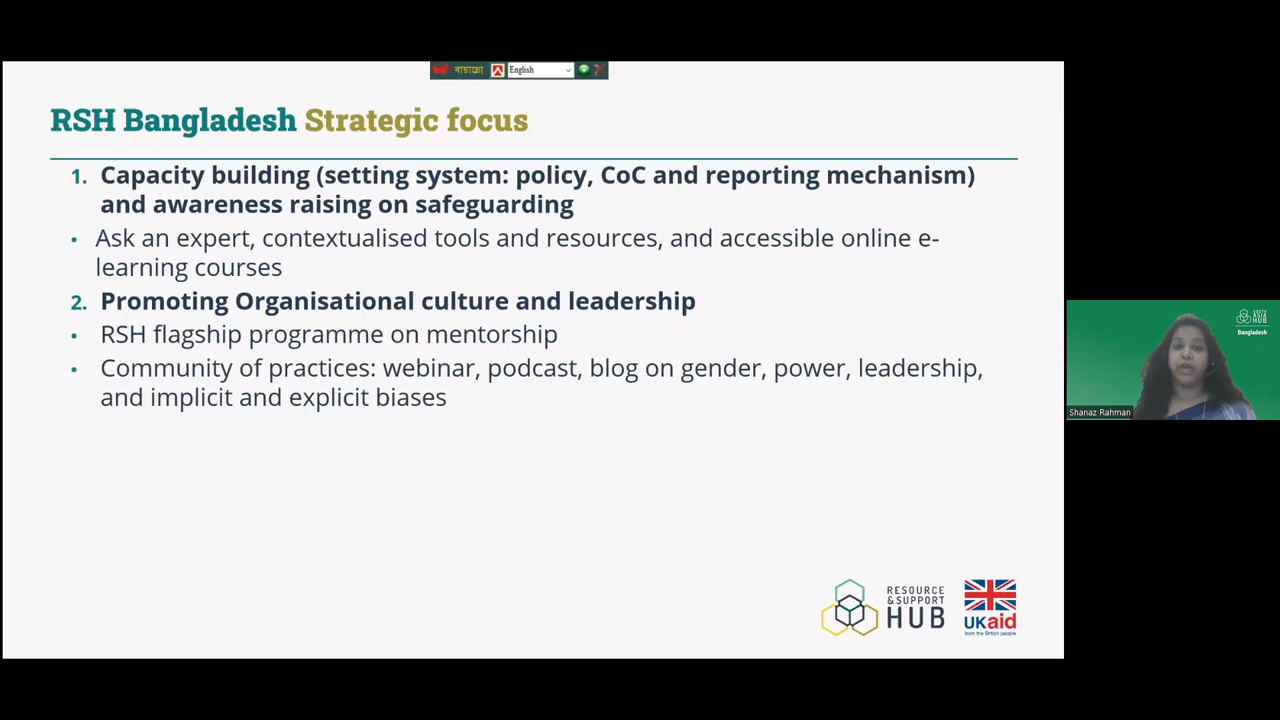 বায়ান্নো English
RSH Bangladesh Strategic focus
1. Capacity building (setting system: policy, CoC and reporting mechanism)
and awareness raising on safeguarding
• Ask an expert, contextualised tools and resources, and accessible online e-
learning courses
2. Promoting Organisational culture and leadership
• RSH flagship programme on mentorship
• Community of practices: webinar, podcast, blog on gender, power, leadership,
and implicit and explicit biases
HUB
Bangladesh
Shanaz Rahman
RESOURCE
& SUPPORT
HUB
UKaid
from the British people